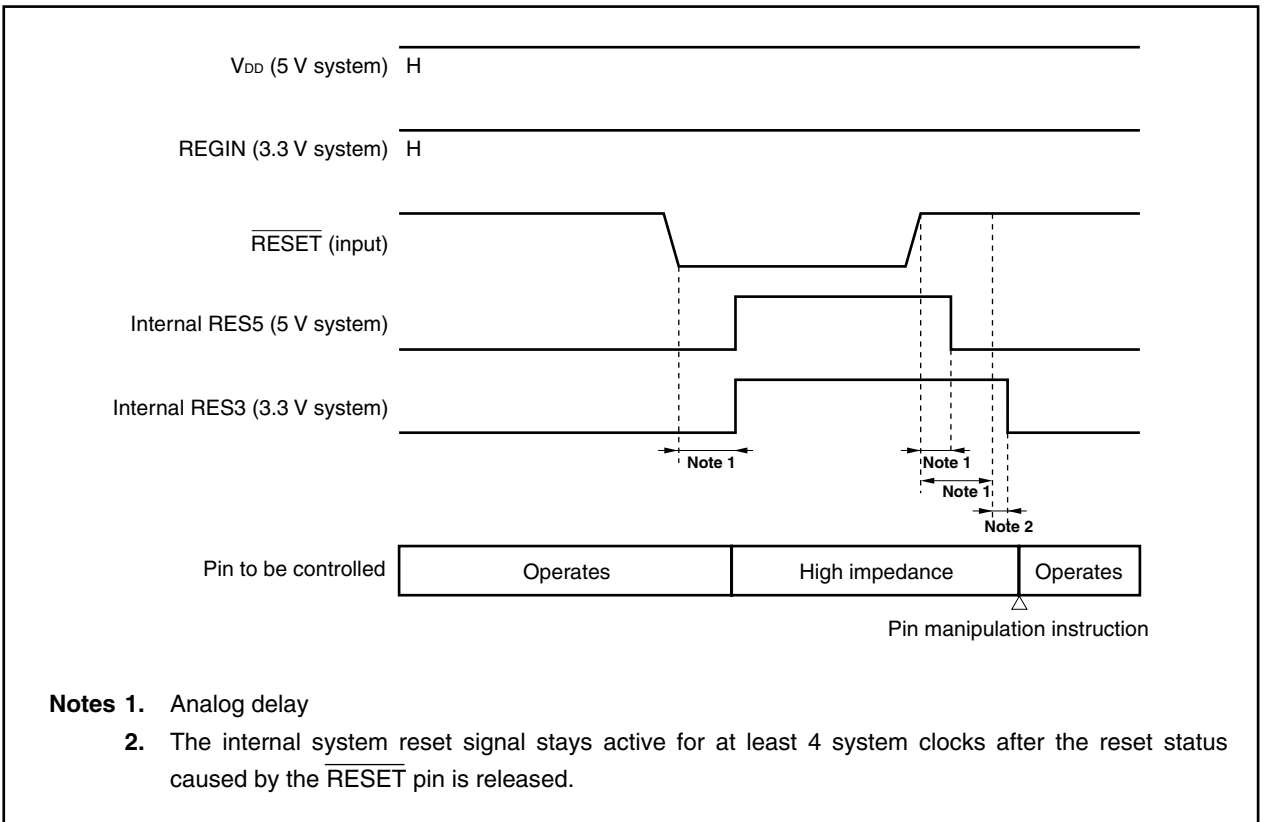 VDD (5 V system) H
REGIN (3.3 V system) H
RESET (input)
Internal RES5 (5 V system)
Internal RES3 (3.3 V system)
Note 1 Note 1
Note 1
Note 2
Pin to be controlled Operates High impedance Operates
Pin manipulation instruction
Notes 1. Analog delay
2. The internal system reset signal stays active for at least 4 system clocks after the reset status
caused by the RESET pin is released.